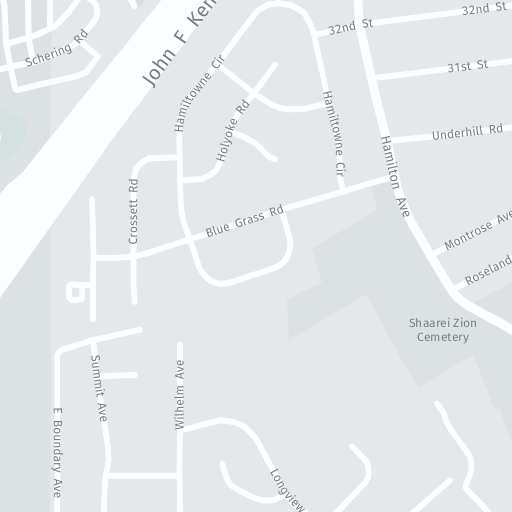 Schering Rd
John F Ken
32nd St
32nd St
31st St
Hamiltowne Cir
Holyoke Rd
Hamiltowne Cir
Underhill Rd
Hamilton Ave
Crossett Rd
Blue Grass Rd
Montrose Ave
Roseland
Shaarei Zion
Cemetery
Summit Ave
Wilhelm Ave
E Boundary Ave
Longview